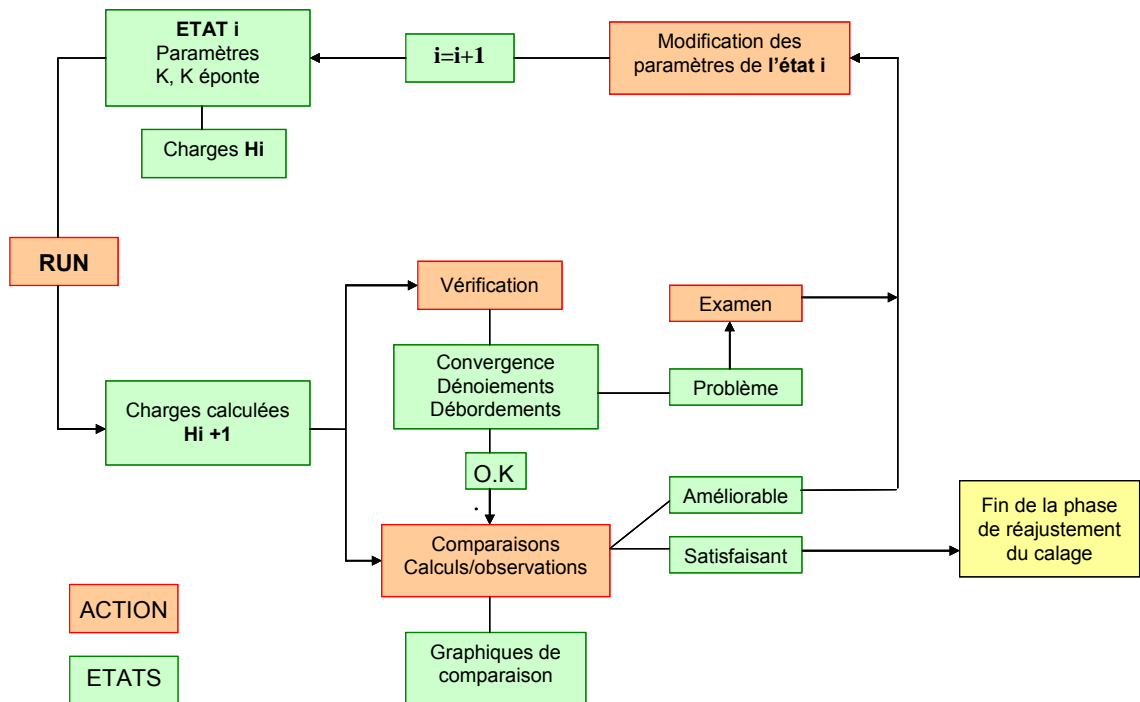 ETAT i
Paramètres
K, K éponte
i=i+1
Modification des
paramètres de l'état i
Charges Hi
RUN
Vérification
Examen
Convergence
Dénoiements
Débordements
Problème
Charges calculées
Hi +1
O.K
.
Améliorable
Comparaisons
Calculs/observations
Satisfaisant
Fin de la phase
de réajustement
du calage
ACTION
Graphiques de
comparaison
ETATS